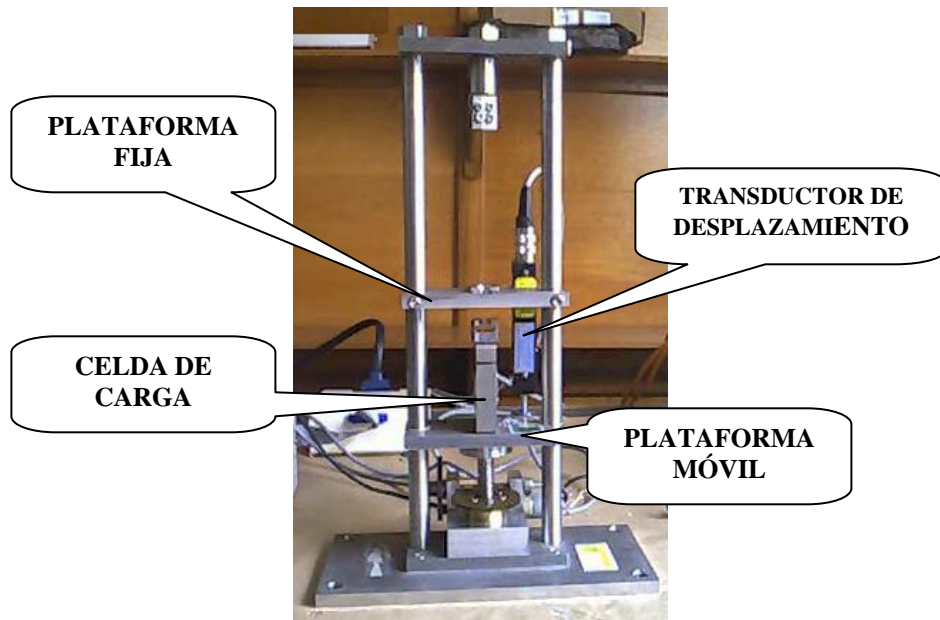 PLATAFORMA
FIJA
TRANSDUCTOR DE
DESPLAZAMIENTO
CELDA DE
CARGA
PLATAFORMA
MÓVIL